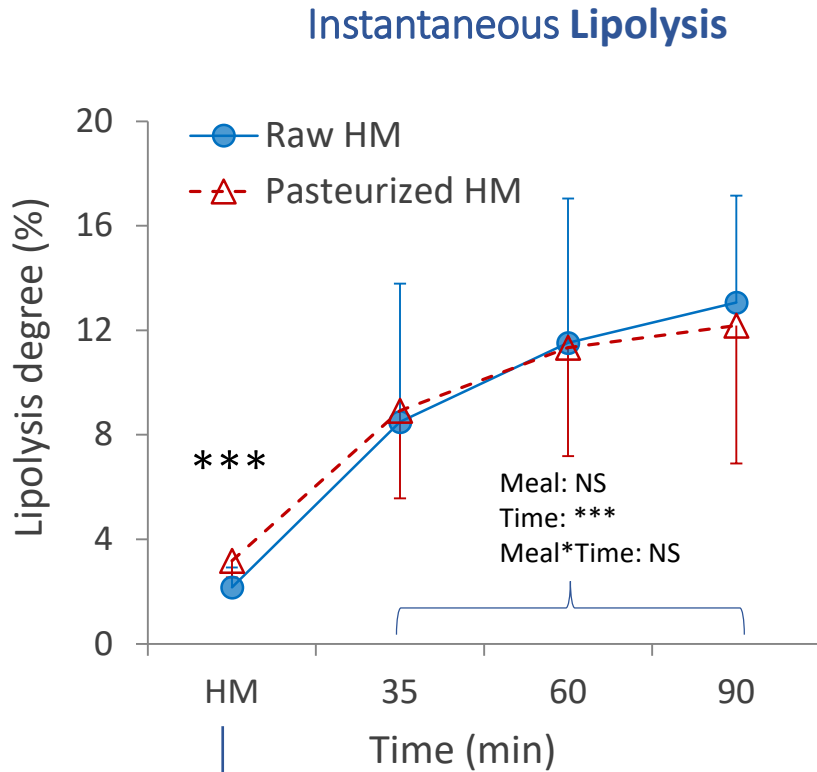 Instantaneous Lipolysis
Raw HM
Pasteurized HM
Lipolysis degree (%)
20
16
12
8
4
0
***
Meal: NS
Time: ***
Meal*Time: NS
HM 35 60 90
Time (min)